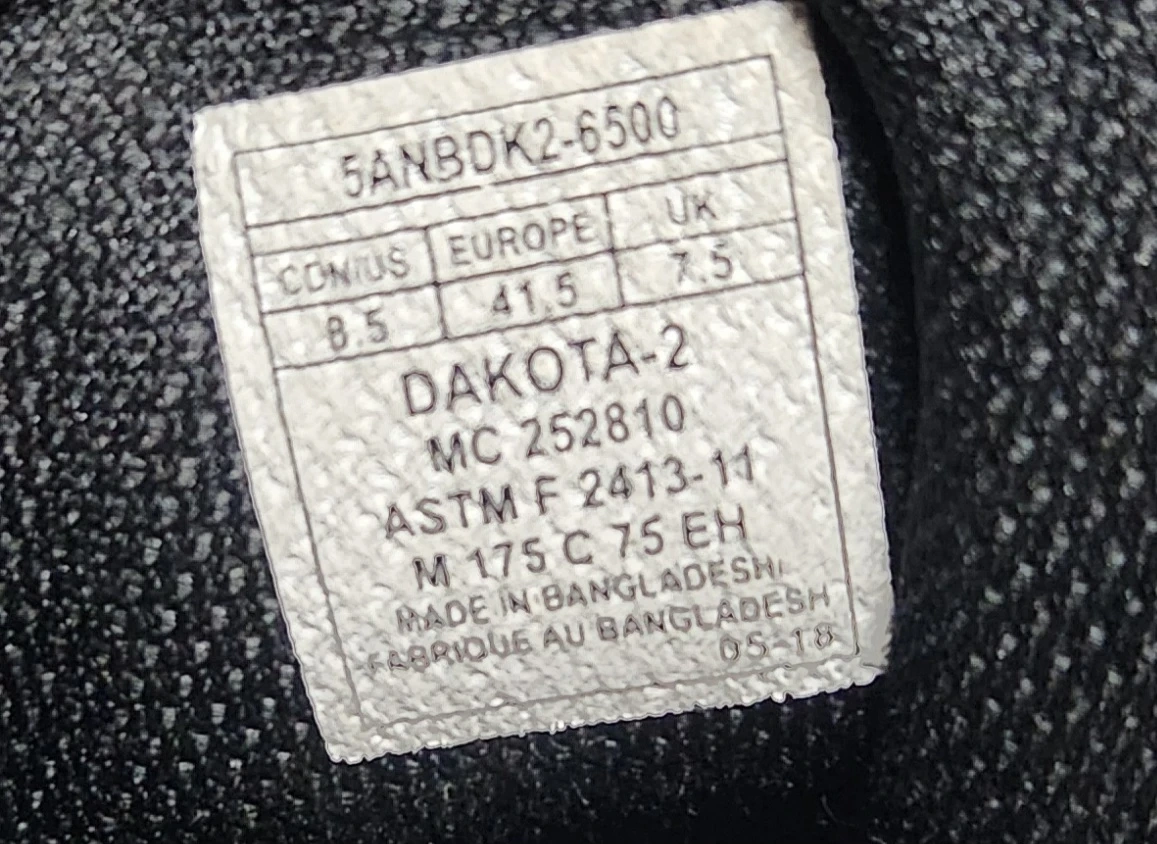 5ANBDK2-6500
CDN/US EUROPE UK
8.5 41.5 7.5
DAKOTA-2
MC 252810
ASTM F 2413-11
M 175 C 75 EH
MADE IN BANGLADESH
FABRIQUE AU BANGLADESH
05-18